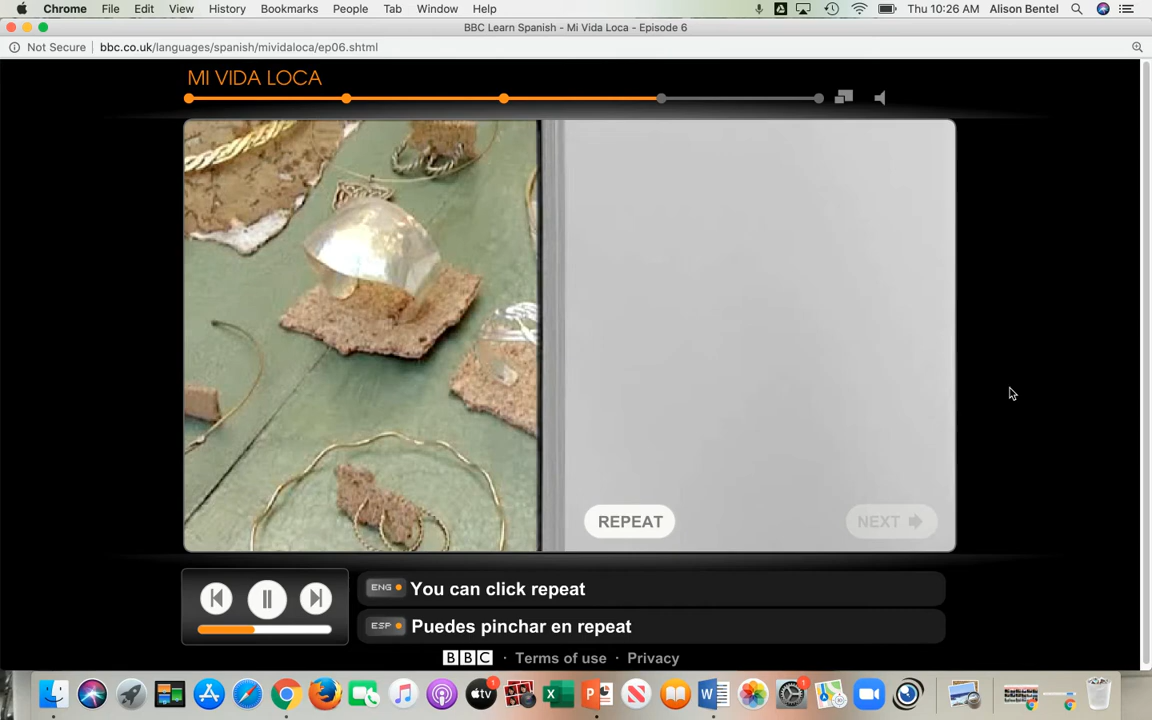 Chrome File Edit View History Bookmarks People Tab Window Help Thu 10:26 AM Alison Bentel
BBC Learn Spanish - Mi Vida Loca - Episode 6
Not Secure bbc.co.uk/languages/spanish/mividaloca/ep06.shtml
MI VIDA LOCA
REPEAT NEXT
ENG You can click repeat
ESP Puedes pinchar en repeat
BBC · Terms of use · Privacy